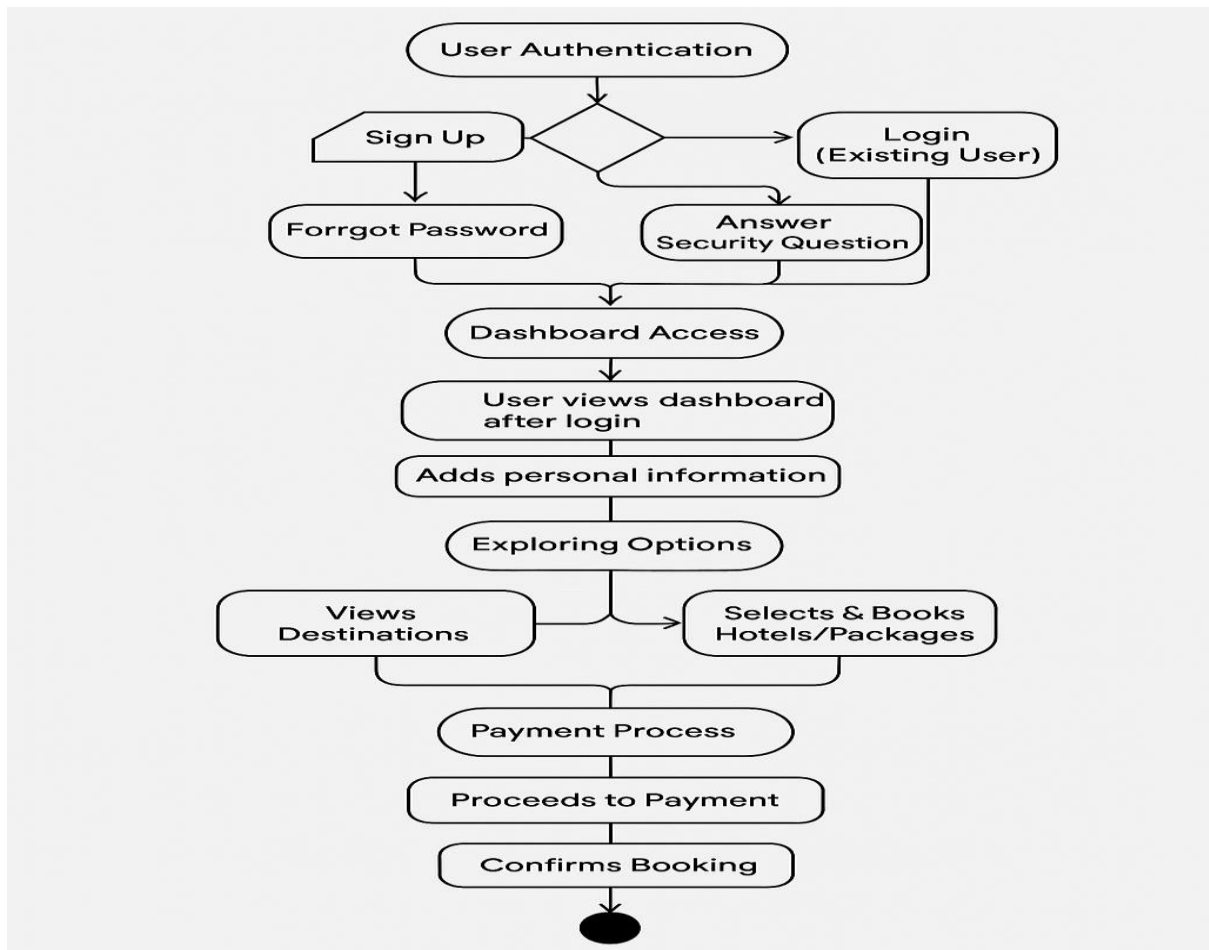 User Authentication
Sign Up
Login
(Existing User)
Forrgot Password
Answer
Security Question
Dashboard Access
User views dashboard
after login
Adds personal information
Exploring Options
Views
Destinations
Selects & Books
Hotels/Packages
Payment Process
Proceeds to Payment
Confirms Booking